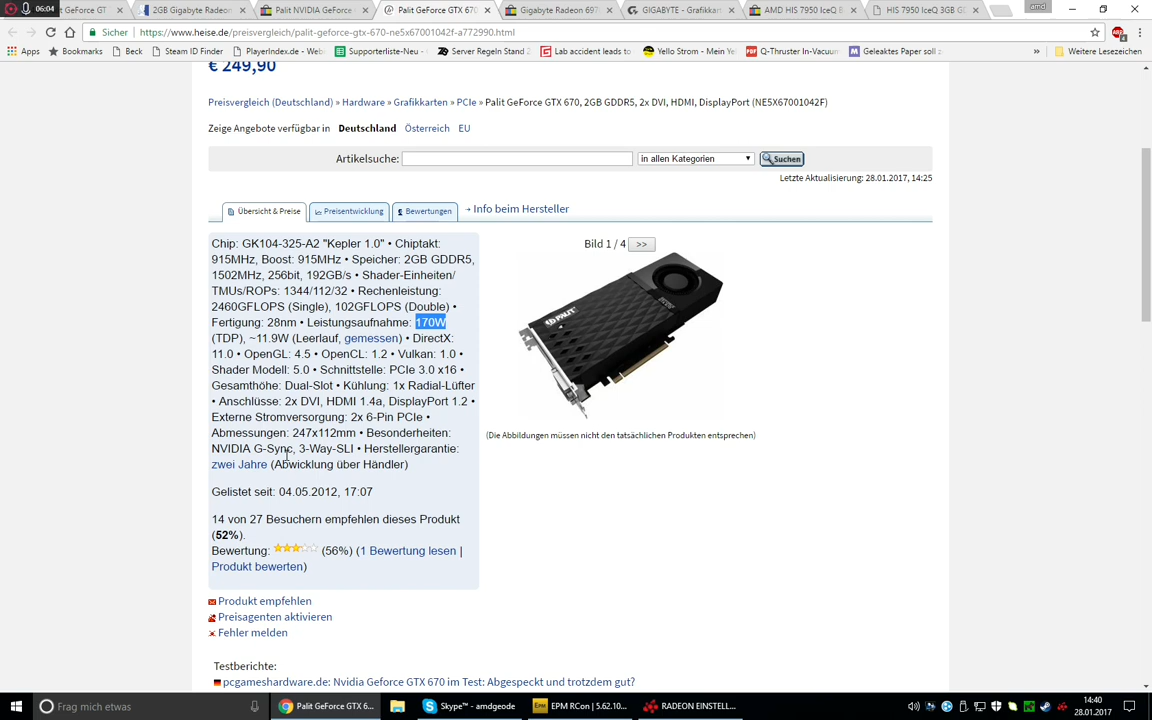 06:04
lit GeForce GT
2GB Gigabyte Radeon
Palit NVIDIA GeForce
Palit GeForce GTX 670
Gigabyte Radeon 697
GIGABYTE - Grafikkar
AMD HIS 7950 IceQ B
HIS 7950 IceQ 3GB GD
amd
Sicher
https://www.heise.de/preisvergleich/palit-geforce-gtx-670-ne5x67001042f-a772990.html
Apps
Bookmarks
Beck
Steam ID Finder
PlayerIndex.de - Web
Supporterliste-Neu -
Server Regeln Stand 2
Lab accident leads to
Yello Strom - Mein Ye
Q-Thruster In-Vacuum
Geleaktes Paper soll z
»
Weitere Lesezeichen
€ 249,90
Preisvergleich (Deutschland) » Hardware » Grafikkarten » PCIe » Palit GeForce GTX 670, 2GB GDDR5, 2x DVI, HDMI, DisplayPort (NE5X67001042F)
Zeige Angebote verfügbar in Deutschland Österreich EU
Artikelsuche:
in allen Kategorien
Suchen
Letzte Aktualisierung: 28.01.2017, 14:25
Übersicht & Preise
Preisentwicklung
Bewertungen
Info beim Hersteller
Chip: GK104-325-A2 "Kepler 1.0" • Chiptakt:
915MHz, Boost: 915MHz • Speicher: 2GB GDDR5,
1502MHz, 256bit, 192GB/s • Shader-Einheiten/
TMUs/ROPs: 1344/112/32 • Rechenleistung:
2460GFLOPS (Single), 102GFLOPS (Double) •
Fertigung: 28nm • Leistungsaufnahme: 170W
(TDP), ~11.9W (Leerlauf, gemessen) • DirectX:
11.0 • OpenGL: 4.5 • OpenCL: 1.2 • Vulkan: 1.0 •
Shader Modell: 5.0 • Schnittstelle: PCIe 3.0 x16 •
Gesamthöhe: Dual-Slot • Kühlung: 1x Radial-Lüfter
• Anschlüsse: 2x DVI, HDMI 1.4a, DisplayPort 1.2 •
Externe Stromversorgung: 2x 6-Pin PCIe •
Abmessungen: 247x112mm • Besonderheiten:
NVIDIA G-Sync, 3-Way-SLI • Herstellergarantie:
zwei Jahre (Abwicklung über Händler)
Bild 1 / 4
>>
PALIT
(Die Abbildungen müssen nicht den tatsächlichen Produkten entsprechen)
Gelistet seit: 04.05.2012, 17:07
14 von 27 Besuchern empfehlen dieses Produkt
(52%).
Bewertung: (56%) (1 Bewertung lesen |
Produkt bewerten)
Produkt empfehlen
Preisagenten aktivieren
Fehler melden
Testberichte:
pcgameshardware.de: Nvidia Geforce GTX 670 im Test: Abgespeckt und trotzdem gut?
Frag mich etwas
Palit GeForce GTX 6...
Skype™ - amdgeode
EPM RCon | 5.62.10...
RADEON EINSTELL...
14:40
28.01.2017